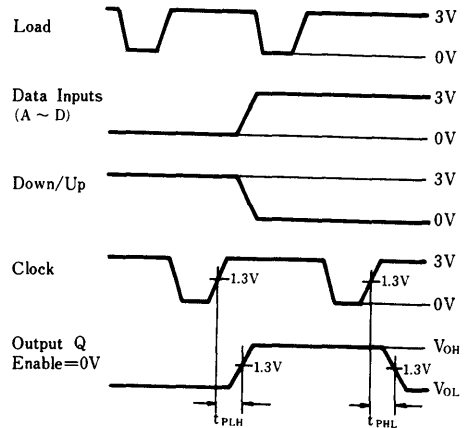 Load
3V
0V
Data Inputs
(A ~ D)
3V
0V
Down/Up
3V
0V
Clock
1.3V
1.3V
3V
0V
Output Q
Enable=0V
1.3V
1.3V
VOH
VOL
tPLH
tPHL